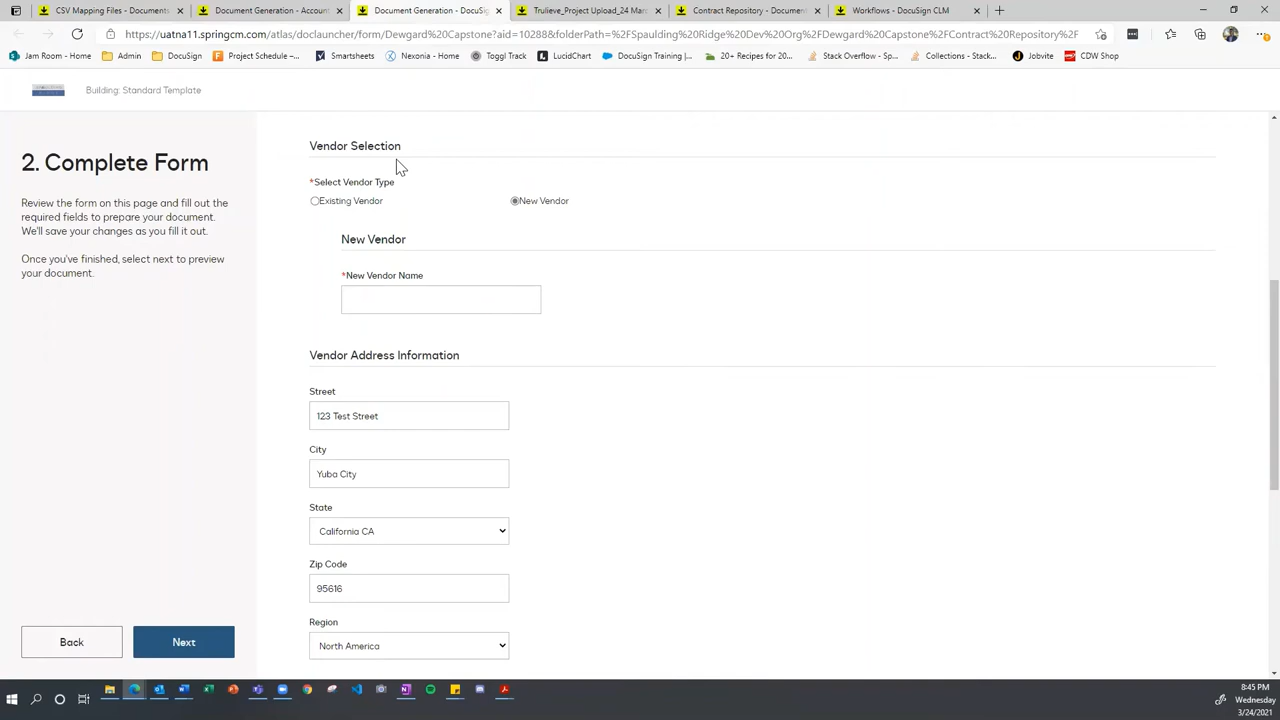 CSV Mapping Files - Documents
Document Generation - Account
Document Generation - DocuSig
Trulieve_Project Upload_24 Marc
Contract Repository - Document
Workflows - DocuSign CLM
https://uatna11.springcm.com/atlas/doclauncher/form/Dewgard%20Capstone?aid=10288&folderPath=%2FSpaulding%20Ridge%20Dev%20Org%2FDewgard%20Capstone%2FContract%20Repository%2F
Jam Room - Home
Admin
DocuSign
Project Schedule –...
Smartsheets
Nexonia - Home
Toggl Track
LucidChart
DocuSign Training |...
20+ Recipes for 20...
Stack Overflow - Sp...
Collections - Stack...
Jobvite
CDW Shop
Building: Standard Template
2. Complete Form
Review the form on this page and fill out the
required fields to prepare your document.
We'll save your changes as you fill it out.
Once you've finished, select next to preview
your document.
Back
Next
Vendor Selection
*Select Vendor Type
Existing Vendor
New Vendor
New Vendor
*New Vendor Name
Vendor Address Information
Street
123 Test Street
City
Yuba City
State
California CA
Zip Code
95616
Region
North America
8:45 PM
Wednesday
3/24/2021